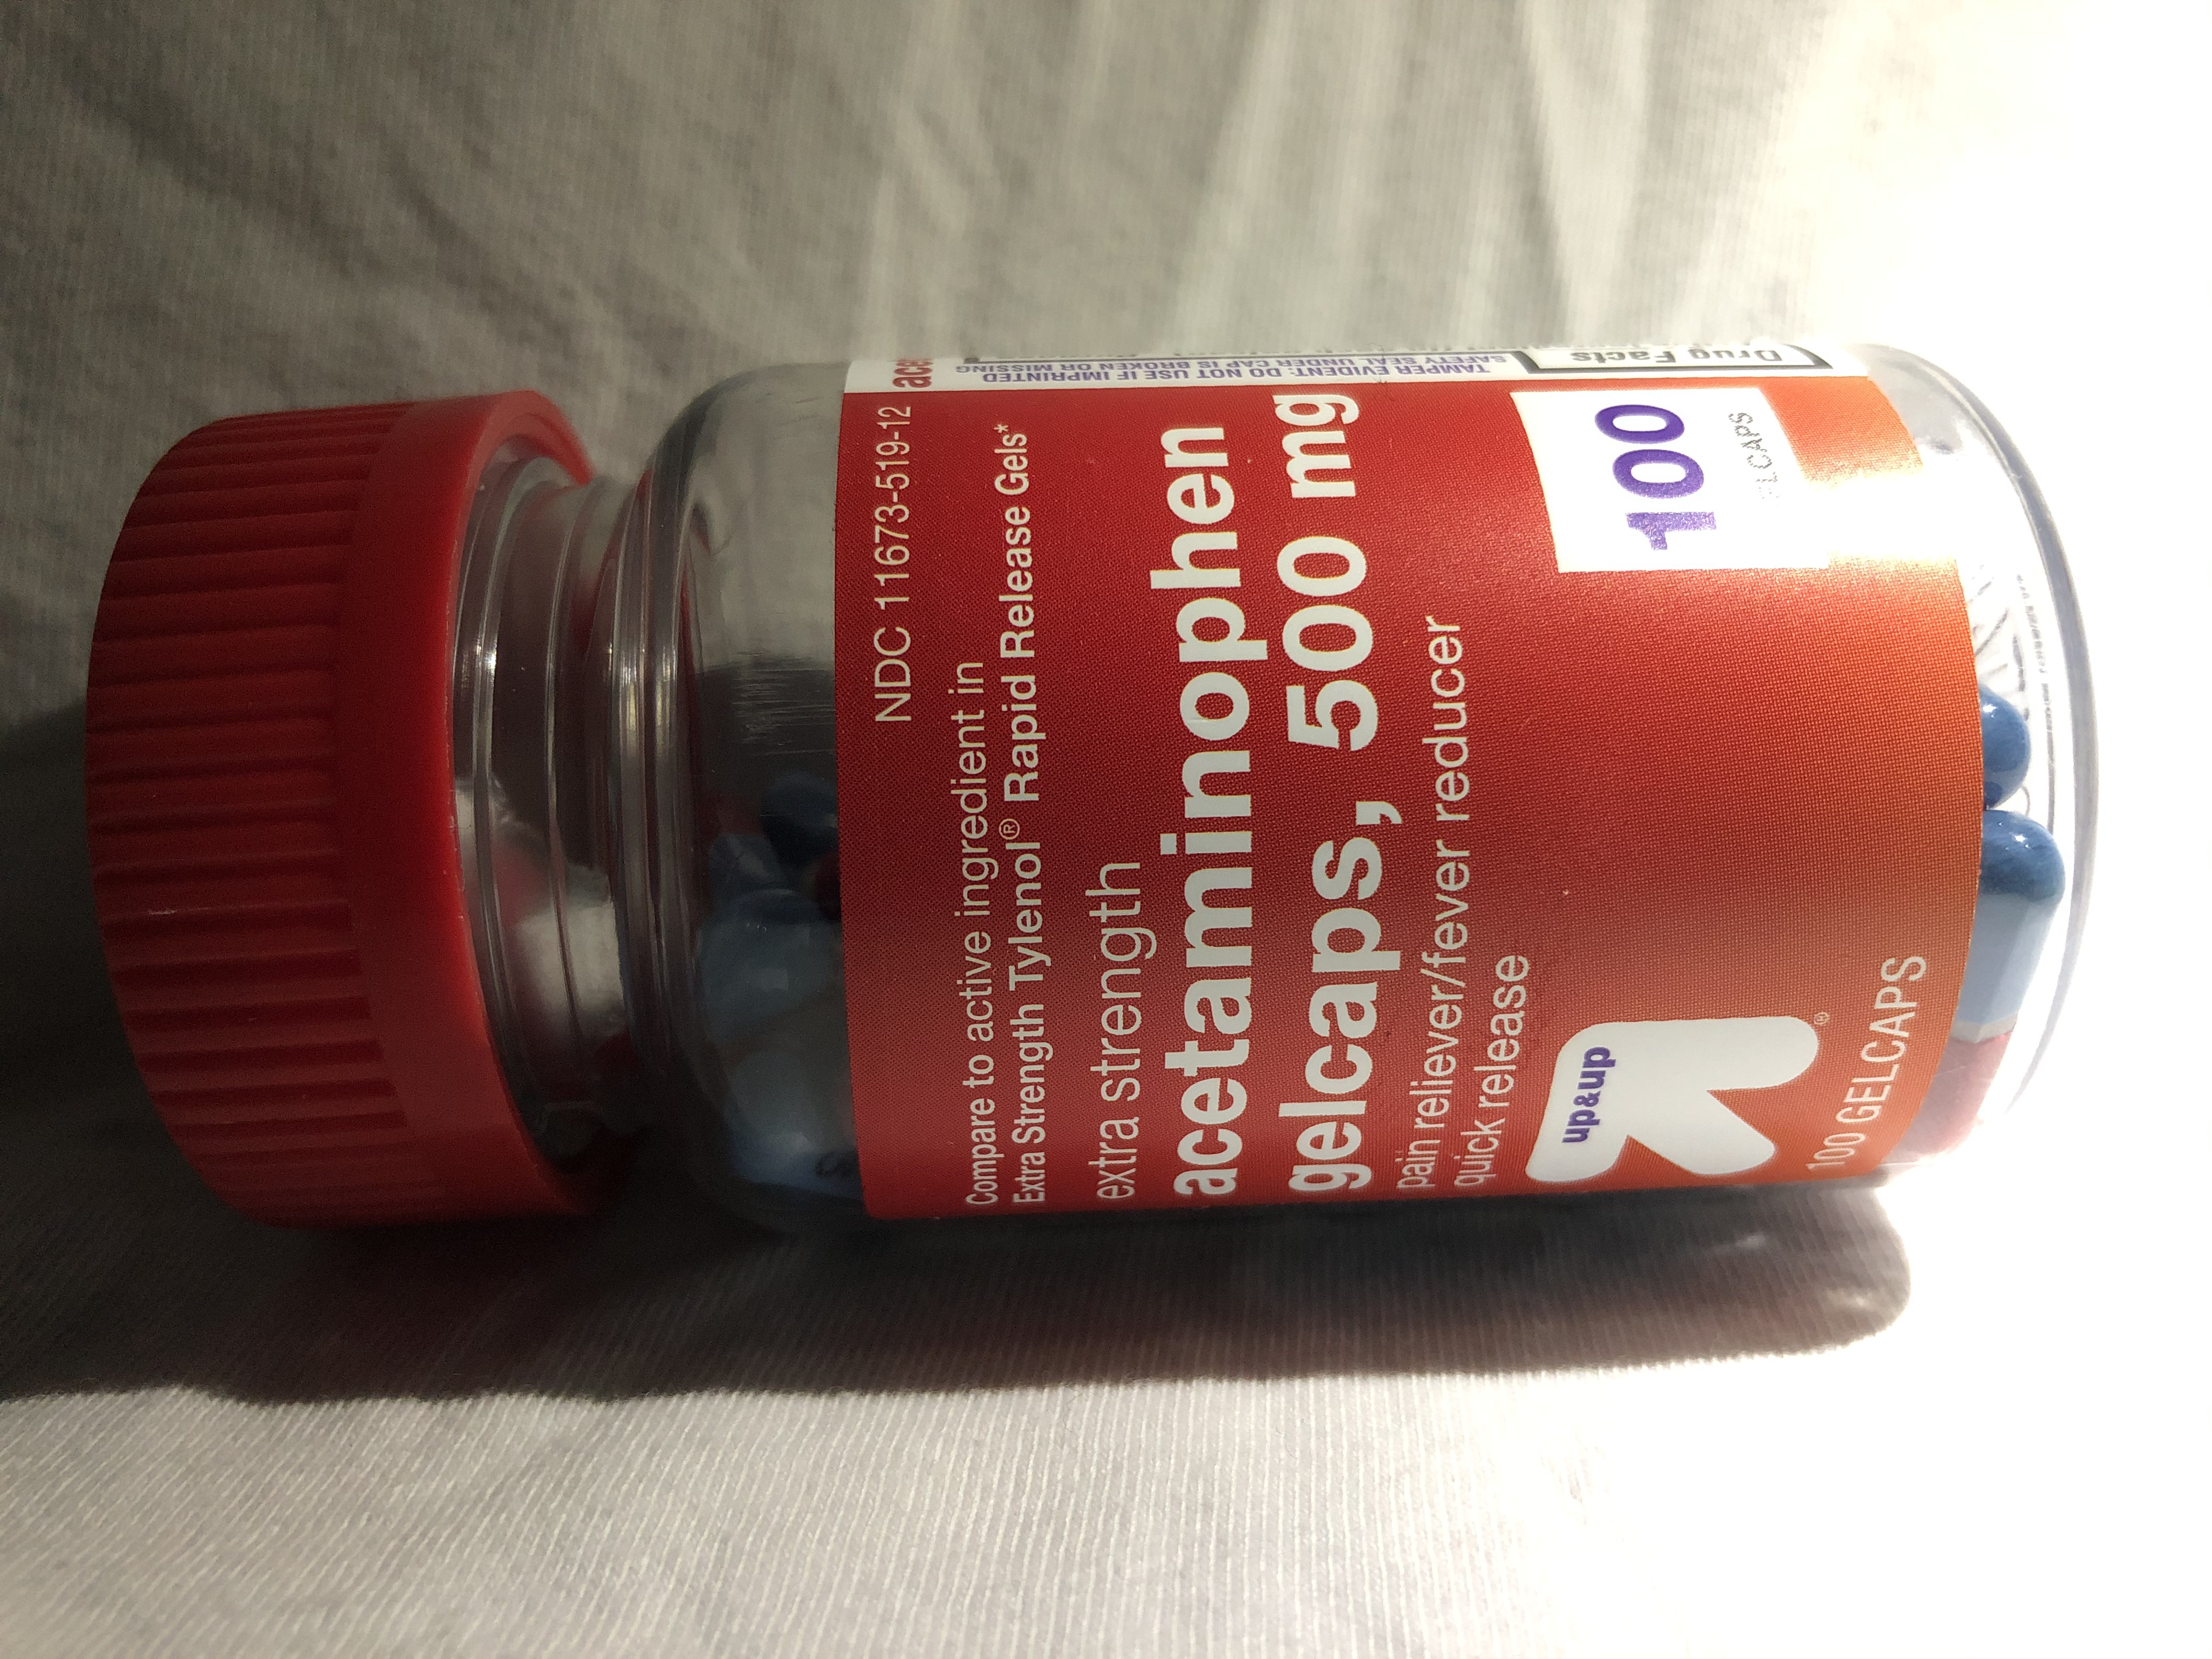 NDC 11673-519-12
Compare to active ingredient in
Extra Strength Tylenol® Rapid Release Gels*
extra strength
acetaminophen
gelcaps, 500 mg
pain reliever/fever reducer
quick release
up&up
®
100 GELCAPS
100
TAMPER EVIDENT: DO NOT USE IF IMPRINTED
SAFETY SEAL UNDER CAP IS BROKEN OR MISSING
Drug Facts